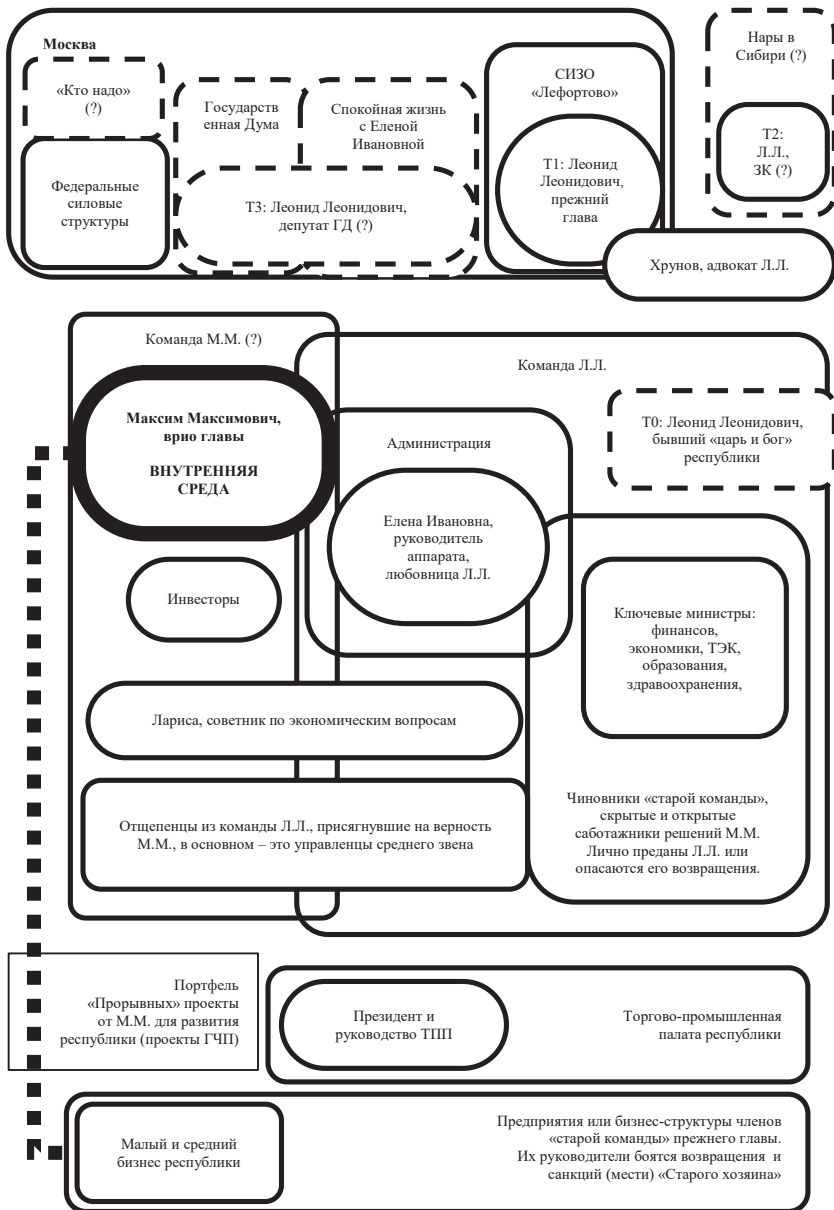 Москва
«Кто надо»
(?)
Федеральные
силовые
структуры
Государств
енная Дума
Спокойная жизнь
с Еленой
Ивановной
Т3: Леонид Леонидович,
депутат ГД (?)
СИЗО
«Лефортово»
Т1: Леонид
Леонидович,
прежний
глава
Нары в
Сибири (?)
Т2:
Л.Л.,
ЗК (?)
Хрунов, адвокат Л.Л.
Команда М.М. (?)
Максим Максимович,
врио главы
ВНУТРЕННЯЯ
СРЕДА
Инвесторы
Команда Л.Л.
Т0: Леонид Леонидович,
бывший «царь и бог»
республики
Администрация
Елена Ивановна,
руководитель
аппарата,
любовница Л.Л.
Ключевые министры:
финансов,
экономики, ТЭК,
образования,
здравоохранения,
Лариса, советник по экономическим вопросам
Отщепенцы из команды Л.Л., присягнувшие на верность
М.М., в основном – это управленцы среднего звена
Чиновники «старой команды»,
скрытые и открытые
саботажники решений М.М.
Лично преданы Л.Л. или
опасаются его возвращения.
Портфель
«Прорывных» проекты
от М.М. для развития
республики (проекты ГЧП)
Президент и
руководство ТПП
Торгово-промышленная
палата республики
Малый и средний
бизнес республики
Предприятия или бизнес-структуры членов
«старой команды» прежнего главы.
Их руководители боятся возвращения и
санкций (мести) «Старого хозяина»